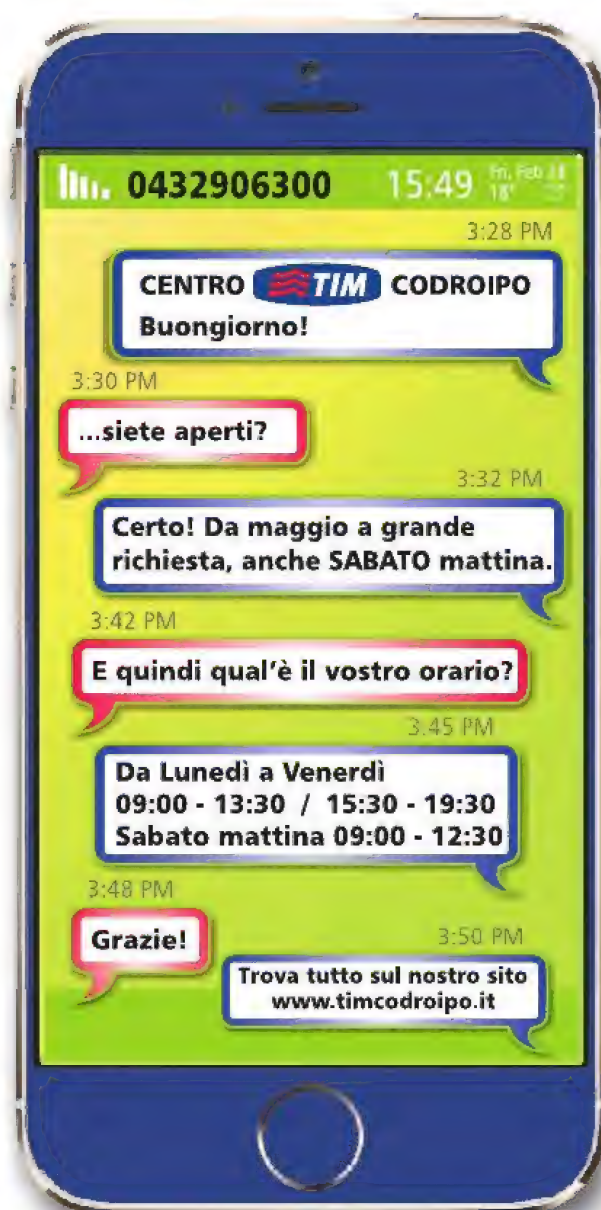 0432906300 15:49 Fri, Feb
18°
3:28 PM
CENTRO TIM CODROIPO
Buongiorno!
3:30 PM
...siete aperti?
3:32 PM
Certo! Da maggio a grande
richiesta, anche SABATO mattina.
3:42 PM
E quindi qual'è il vostro orario?
3.45 PM
Da Lunedì a Venerdì
09:00 - 13:30 / 15:30 - 19:30
Sabato mattina 09:00 - 12:30
3:48 PM
Grazie!
3:50 PM
Trova tutto sul nostro sito
www.timcodroipo.it